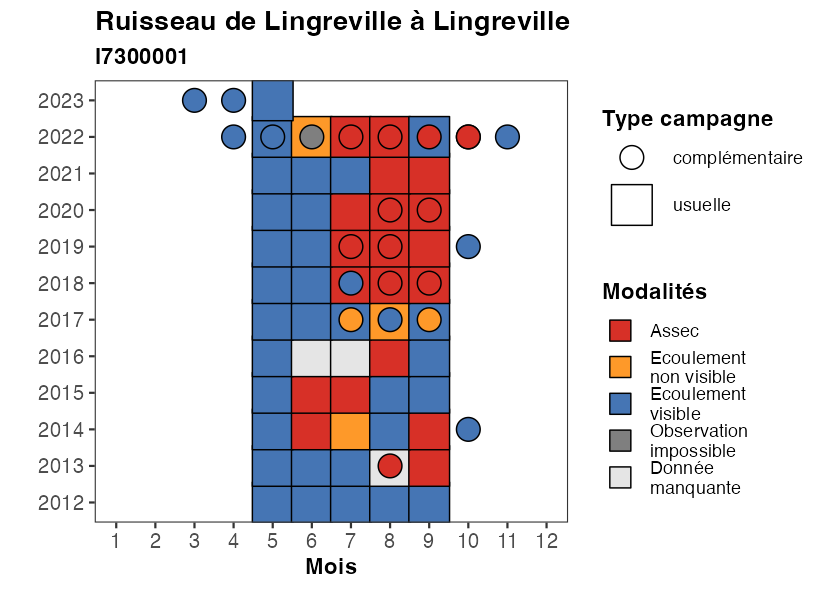 Ruisseau de Lingreville à Lingreville
I7300001
2023
2022
2021
2020
2019
2018
2017
2016
2015
2014
2013
2012
1 2 3 4 5 6 7 8 9 10 11 12
Mois
Type campagne
complémentaire
usuelle
Modalités
Assec
Ecoulement
non visible
Ecoulement
visible
Observation
impossible
Donnée
manquante